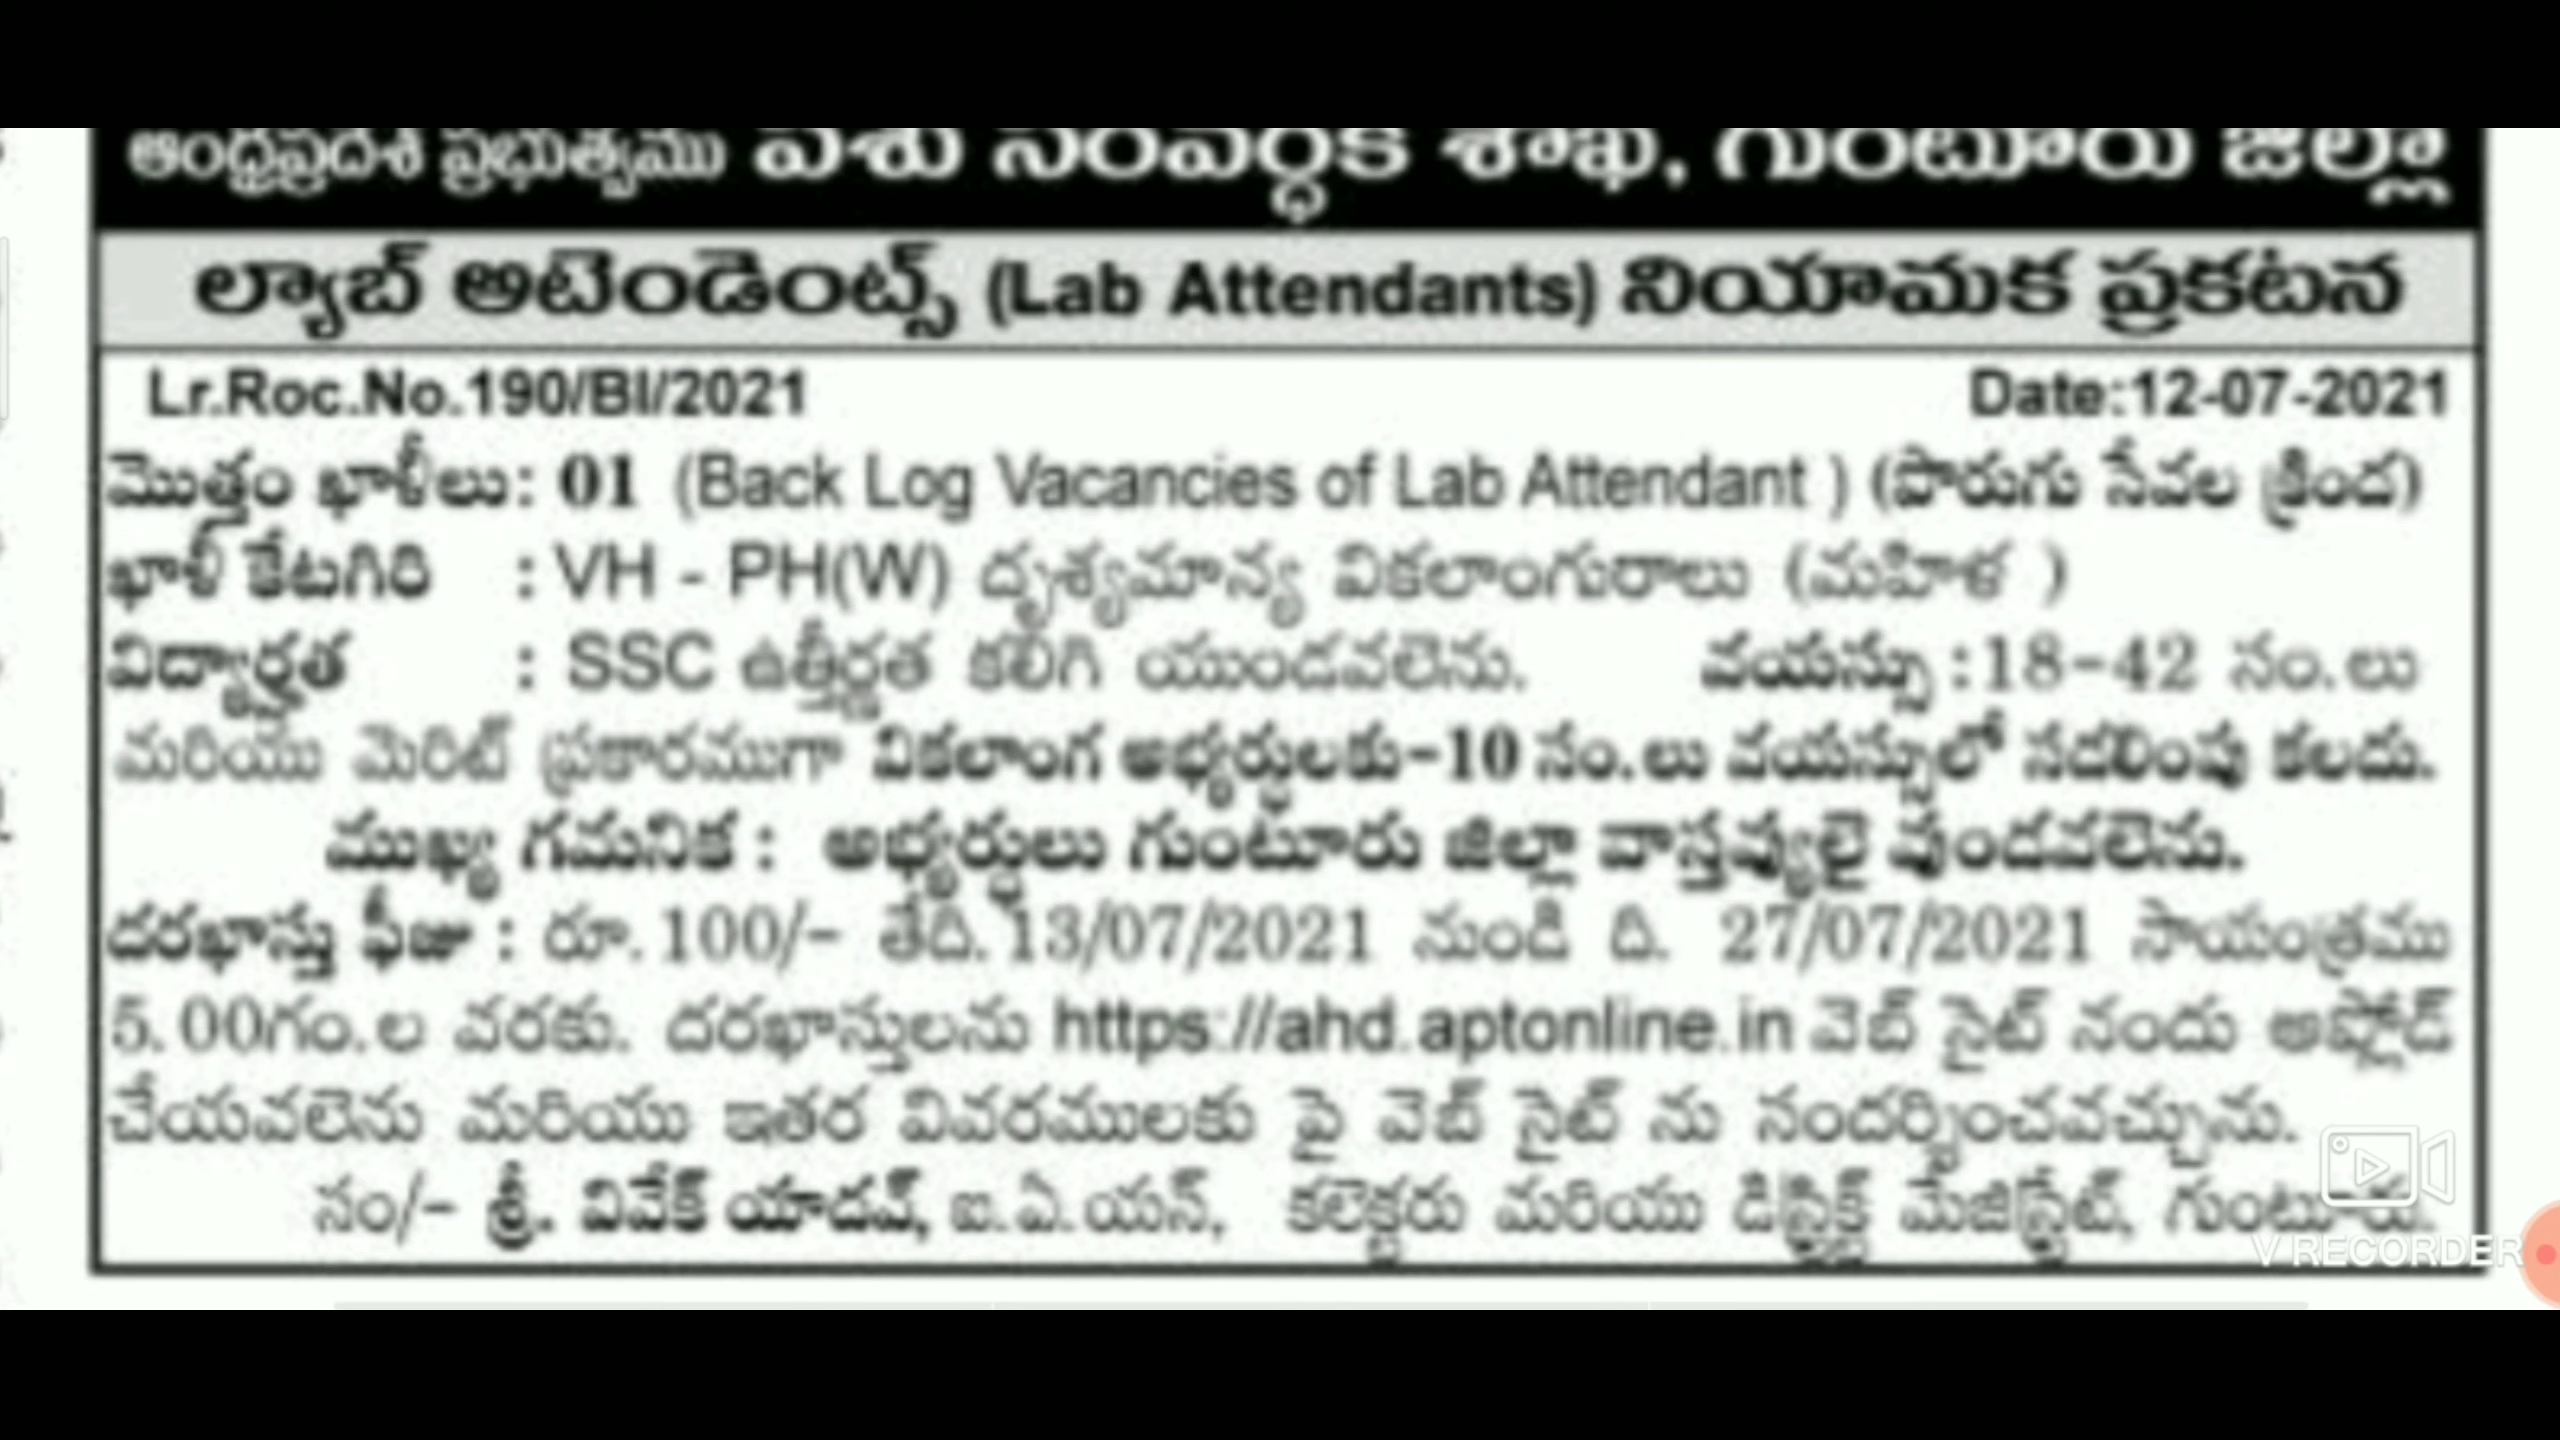 ఆంధ్రప్రదేశ్ ప్రభుత్వము పశు సంవర్ధక శాఖ, గుంటూరు జిల్లా
ల్యాబ్ అటెండెంట్స్ (Lab Attendants) నియామక ప్రకటన
Lr.Roc.No.190/BI/2021 Date:12-07-2021
మొత్తం ఖాళీలు: 01 (Back Log Vacancies of Lab Attendant ) (పొరుగు సేవల క్రింద)
ఖాళీ కేటగిరి : VH - PH(W) దృశ్యమాన్య వికలాంగురాలు (మహిళ )
విద్యార్హత : SSC ఉత్తీర్ణత కలిగి యుండవలెను. వయస్సు :18-42 సం.లు
మరియు మెరిట్ ప్రకారముగా వికలాంగ అభ్యర్థులకు-10 సం.లు వయస్సులో సడలింపు కలదు.
ముఖ్య గమనిక : అభ్యర్థులు గుంటూరు జిల్లా వాస్తవ్యులై వుండవలెను.
దరఖాస్తు ఫీజు : రూ.100/- తేది.13/07/2021 నుండి ది. 27/07/2021 సాయంత్రము
5.00గం.ల వరకు. దరఖాస్తులను https://ahd.aptonline.in వెబ్ సైట్ నందు అప్లోడ్
చేయవలెను మరియు ఇతర వివరములకు పై వెబ్ సైట్ ను సందర్శించవచ్చును.
సం/- శ్రీ. వివేక్ యాదవ్, ఐ.ఏ.యస్, కలెక్టరు మరియు డిస్ట్రిక్ట్ మేజిస్ట్రేట్, గుంటూరు.
V RECORDER